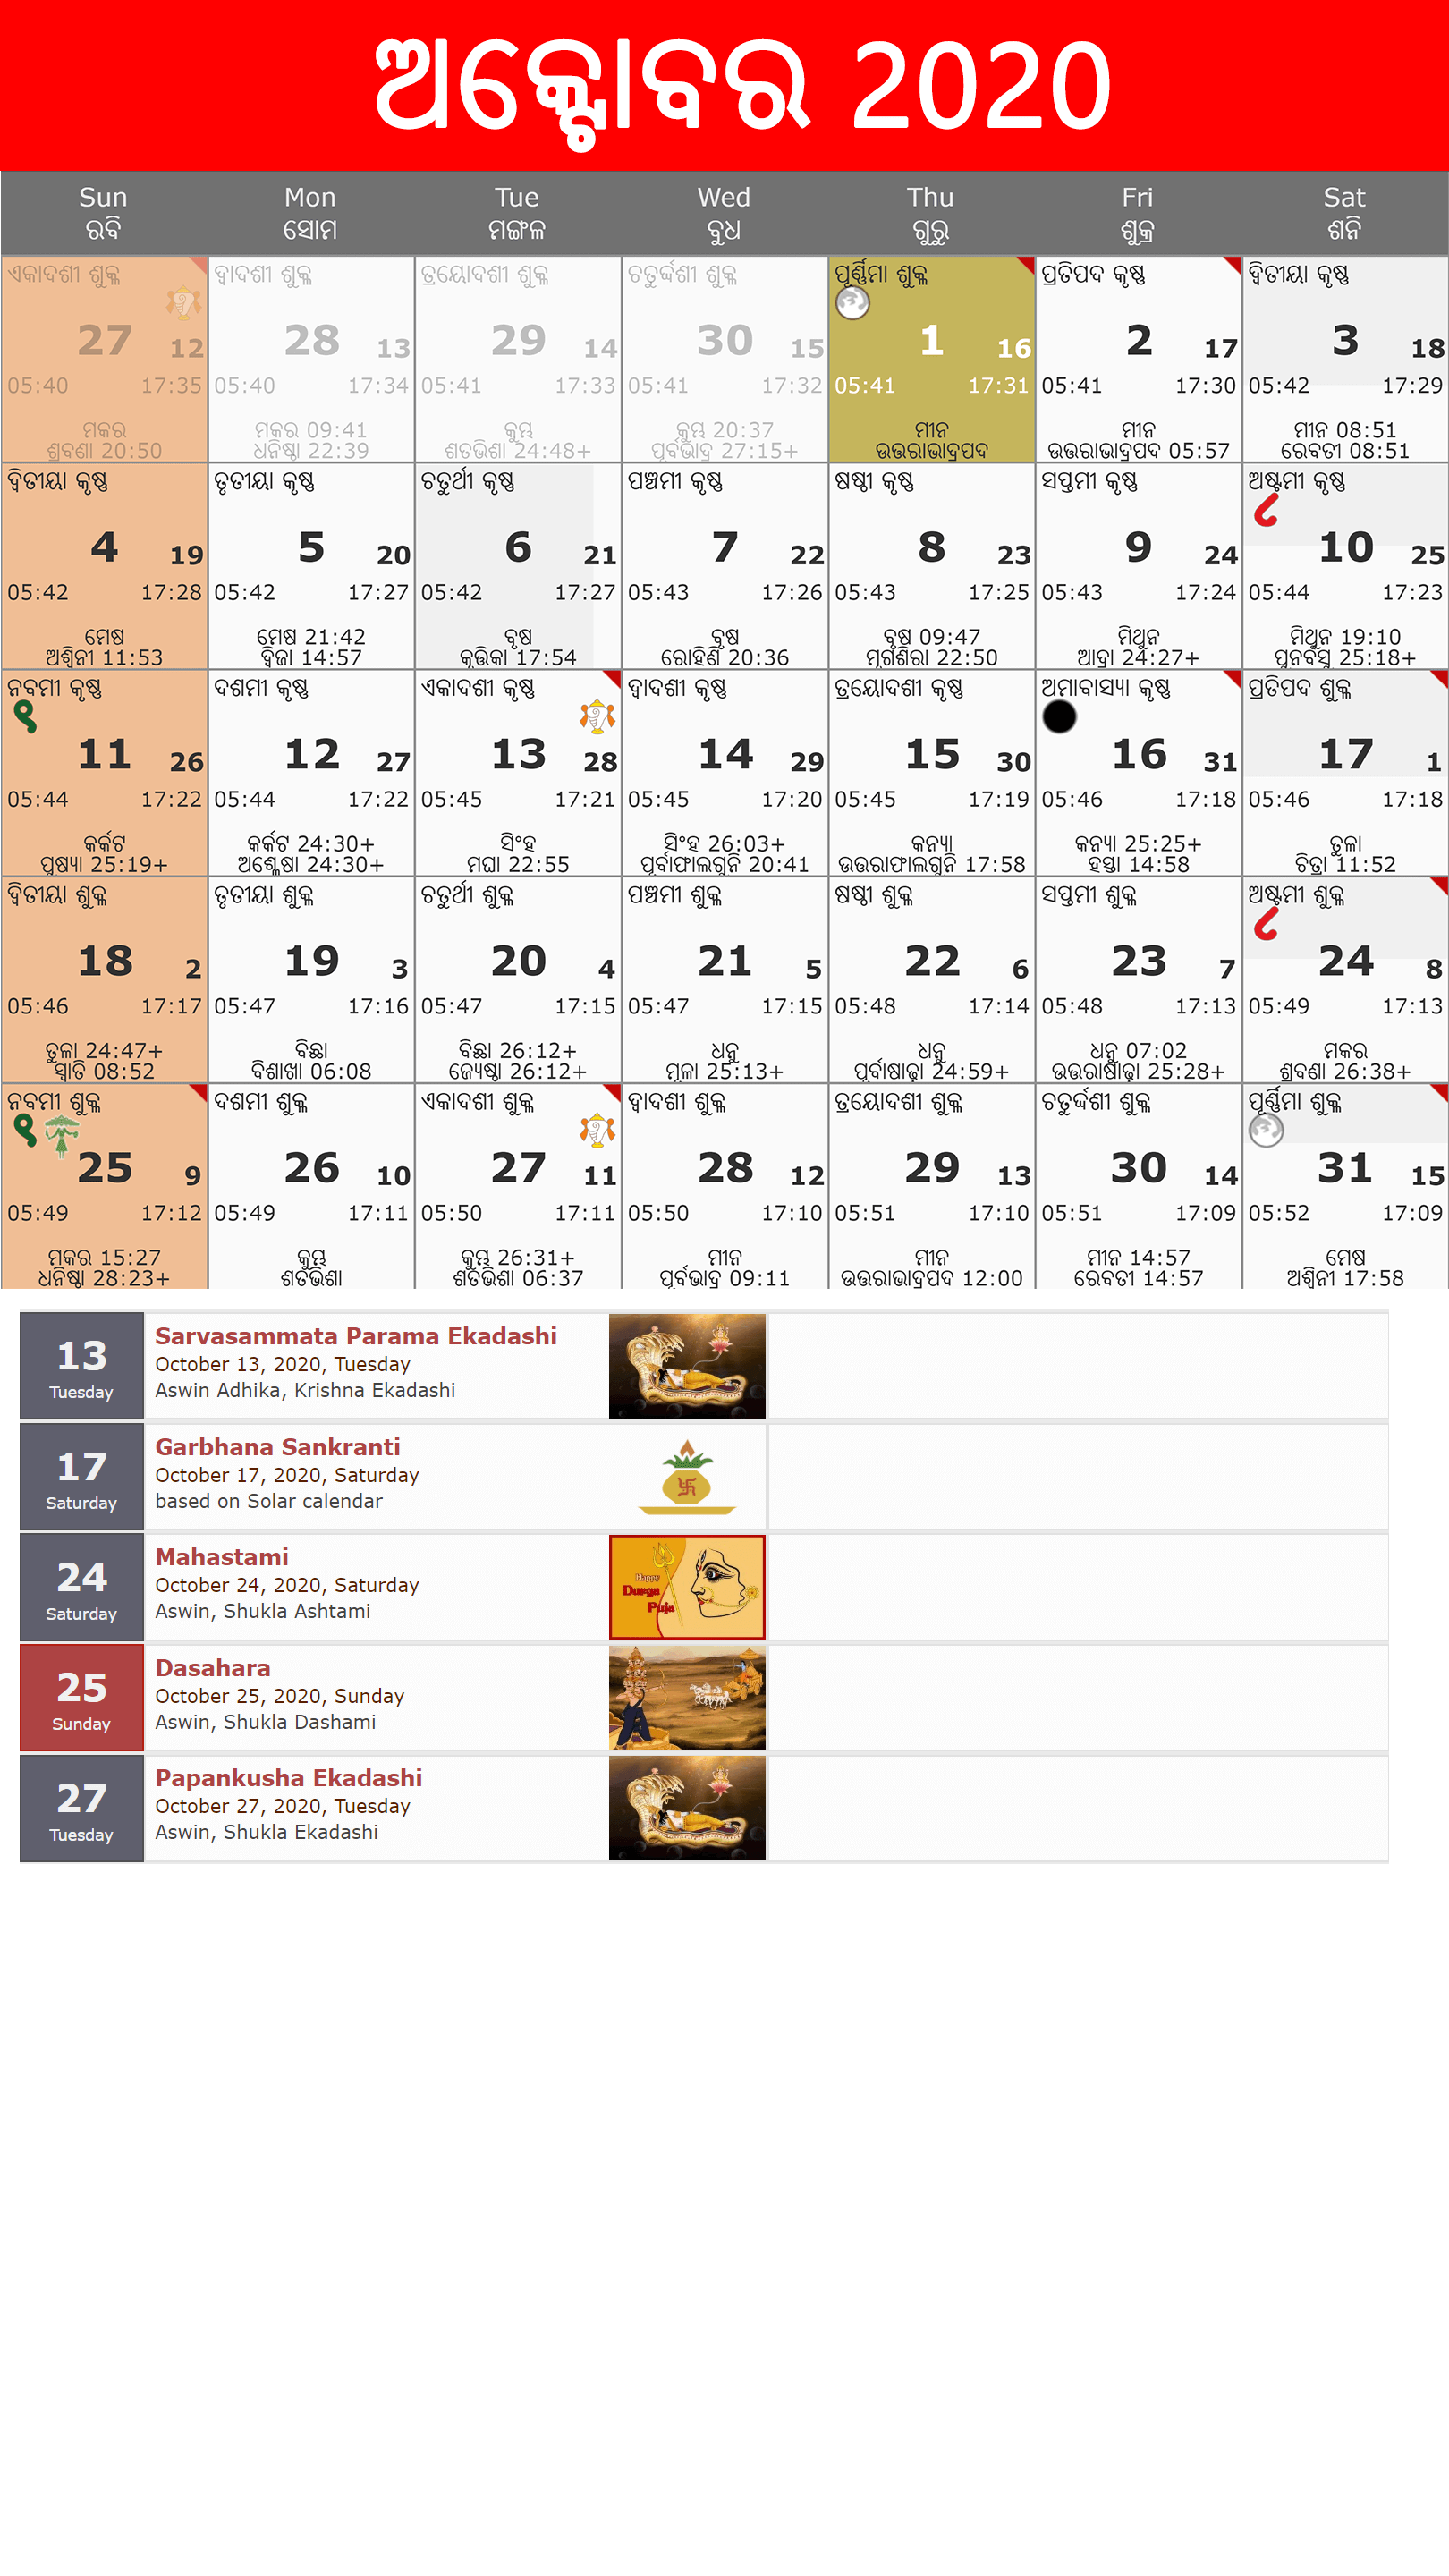 ଅକ୍ଟୋବର 2020
Sun Mon Tue Wed Thu Fri Sat
ରବି ସୋମ ମଙ୍ଗଳ ବୁଧ ଗୁରୁ ଶୁକ୍ର ଶନି
ଏକାଦଶୀ ଶୁକ୍ଳ ଦ୍ଵାଦଶୀ ଶୁକ୍ଳ ତ୍ରୟୋଦଶୀ ଶୁକ୍ଳ ଚତୁର୍ଦ୍ଦଶୀ ଶୁକ୍ଳ ପୂର୍ଣ୍ଣିମା ଶୁକ୍ଳ ପ୍ରତିପଦ କୃଷ୍ଣ ଦ୍ଵିତୀୟା କୃଷ୍ଣ
27 12 28 13 29 14 30 15 1 16 2 17 3 18
05:40 17:35 05:40 17:34 05:41 17:33 05:41 17:32 05:41 17:31 05:41 17:30 05:42 17:29
ମକର ମକର 09:41 କୁମ୍ଭ କୁମ୍ଭ 20:37 ମୀନ ମୀନ ମୀନ 08:51
ଶ୍ରବଣା 20:50 ଧନିଷ୍ଠା 22:39 ଶତଭିଶା 24:48+ ପୂର୍ବଭାଦ୍ର 27:15+ ଉତ୍ତରାଭାଦ୍ରପଦ ଉତ୍ତରାଭାଦ୍ରପଦ 05:57 ରେବତୀ 08:51
ଦ୍ଵିତୀୟା କୃଷ୍ଣ ତୃତୀୟା କୃଷ୍ଣ ଚତୁର୍ଥୀ କୃଷ୍ଣ ପଞ୍ଚମୀ କୃଷ୍ଣ ଷଷ୍ଠୀ କୃଷ୍ଣ ସପ୍ତମୀ କୃଷ୍ଣ ଅଷ୍ଟମୀ କୃଷ୍ଣ
୮
4 19 5 20 6 21 7 22 8 23 9 24 10 25
05:42 17:28 05:42 17:27 05:42 17:27 05:43 17:26 05:43 17:25 05:43 17:24 05:44 17:23
ମେଷ ମେଷ 21:42 ବୃଷ ବୃଷ ବୃଷ 09:47 ମିଥୁନ ମିଥୁନ 19:10
ଅଶ୍ଵିନୀ 11:53 ଦ୍ଵିଜା 14:57 କୃତ୍ତିକା 17:54 ରୋହିଣୀ 20:36 ମୃଗଶିରା 22:50 ଆଦ୍ରା 24:27+ ପୁନର୍ବସୁ 25:18+
ନବମୀ କୃଷ୍ଣ ଦଶମୀ କୃଷ୍ଣ ଏକାଦଶୀ କୃଷ୍ଣ ଦ୍ଵାଦଶୀ କୃଷ୍ଣ ତ୍ରୟୋଦଶୀ କୃଷ୍ଣ ଅମାବାସ୍ୟା କୃଷ୍ଣ ପ୍ରତିପଦ ଶୁକ୍ଳ
୧
11 26 12 27 13 28 14 29 15 30 16 31 17 1
05:44 17:22 05:44 17:22 05:45 17:21 05:45 17:20 05:45 17:19 05:46 17:18 05:46 17:18
କର୍କଟ କର୍କଟ 24:30+ ସିଂହ ସିଂହ 26:03+ କନ୍ୟା କନ୍ୟା 25:25+ ତୁଳା
ପୁଷ୍ୟା 25:19+ ଅଶ୍ଳେଷା 24:30+ ମଘା 22:55 ପୂର୍ବାଫାଲଗୁନି 20:41 ଉତ୍ତରାଫାଲଗୁନି 17:58 ହସ୍ତା 14:58 ଚିତ୍ରା 11:52
ଦ୍ଵିତୀୟା ଶୁକ୍ଳ ତୃତୀୟା ଶୁକ୍ଳ ଚତୁର୍ଥୀ ଶୁକ୍ଳ ପଞ୍ଚମୀ ଶୁକ୍ଳ ଷଷ୍ଠୀ ଶୁକ୍ଳ ସପ୍ତମୀ ଶୁକ୍ଳ ଅଷ୍ଟମୀ ଶୁକ୍ଳ
୮
18 2 19 3 20 4 21 5 22 6 23 7 24 8
05:46 17:17 05:47 17:16 05:47 17:15 05:47 17:15 05:48 17:14 05:48 17:13 05:49 17:13
ତୁଳା 24:47+ ବିଛା ବିଛା 26:12+ ଧନୁ ଧନୁ ଧନୁ 07:02 ମକର
ସ୍ଵାତି 08:52 ବିଶାଖା 06:08 ଜ୍ୟେଷ୍ଠା 26:12+ ମୂଳା 25:13+ ପୂର୍ବାଷାଢ଼ା 24:59+ ଉତ୍ତରାଷାଢ଼ା 25:28+ ଶ୍ରବଣା 26:38+
ନବମୀ ଶୁକ୍ଳ ଦଶମୀ ଶୁକ୍ଳ ଏକାଦଶୀ ଶୁକ୍ଳ ଦ୍ଵାଦଶୀ ଶୁକ୍ଳ ତ୍ରୟୋଦଶୀ ଶୁକ୍ଳ ଚତୁର୍ଦ୍ଦଶୀ ଶୁକ୍ଳ ପୂର୍ଣ୍ଣିମା ଶୁକ୍ଳ
୧
25 9 26 10 27 11 28 12 29 13 30 14 31 15
05:49 17:12 05:49 17:11 05:50 17:11 05:50 17:10 05:51 17:10 05:51 17:09 05:52 17:09
ମକର 15:27 କୁମ୍ଭ କୁମ୍ଭ 26:31+ ମୀନ ମୀନ ମୀନ 14:57 ମେଷ
ଧନିଷ୍ଠା 28:23+ ଶତଭିଶା ଶତଭିଶା 06:37 ପୂର୍ବଭାଦ୍ର 09:11 ଉତ୍ତରାଭାଦ୍ରପଦ 12:00 ରେବତୀ 14:57 ଅଶ୍ଵିନୀ 17:58
13
Tuesday
Sarvasammata Parama Ekadashi
October 13, 2020, Tuesday
Aswin Adhika, Krishna Ekadashi
17
Saturday
Garbhana Sankranti
October 17, 2020, Saturday
based on Solar calendar
24
Saturday
Mahastami
October 24, 2020, Saturday
Aswin, Shukla Ashtami
Happy
Durga
Puja
25
Sunday
Dasahara
October 25, 2020, Sunday
Aswin, Shukla Dashami
27
Tuesday
Papankusha Ekadashi
October 27, 2020, Tuesday
Aswin, Shukla Ekadashi